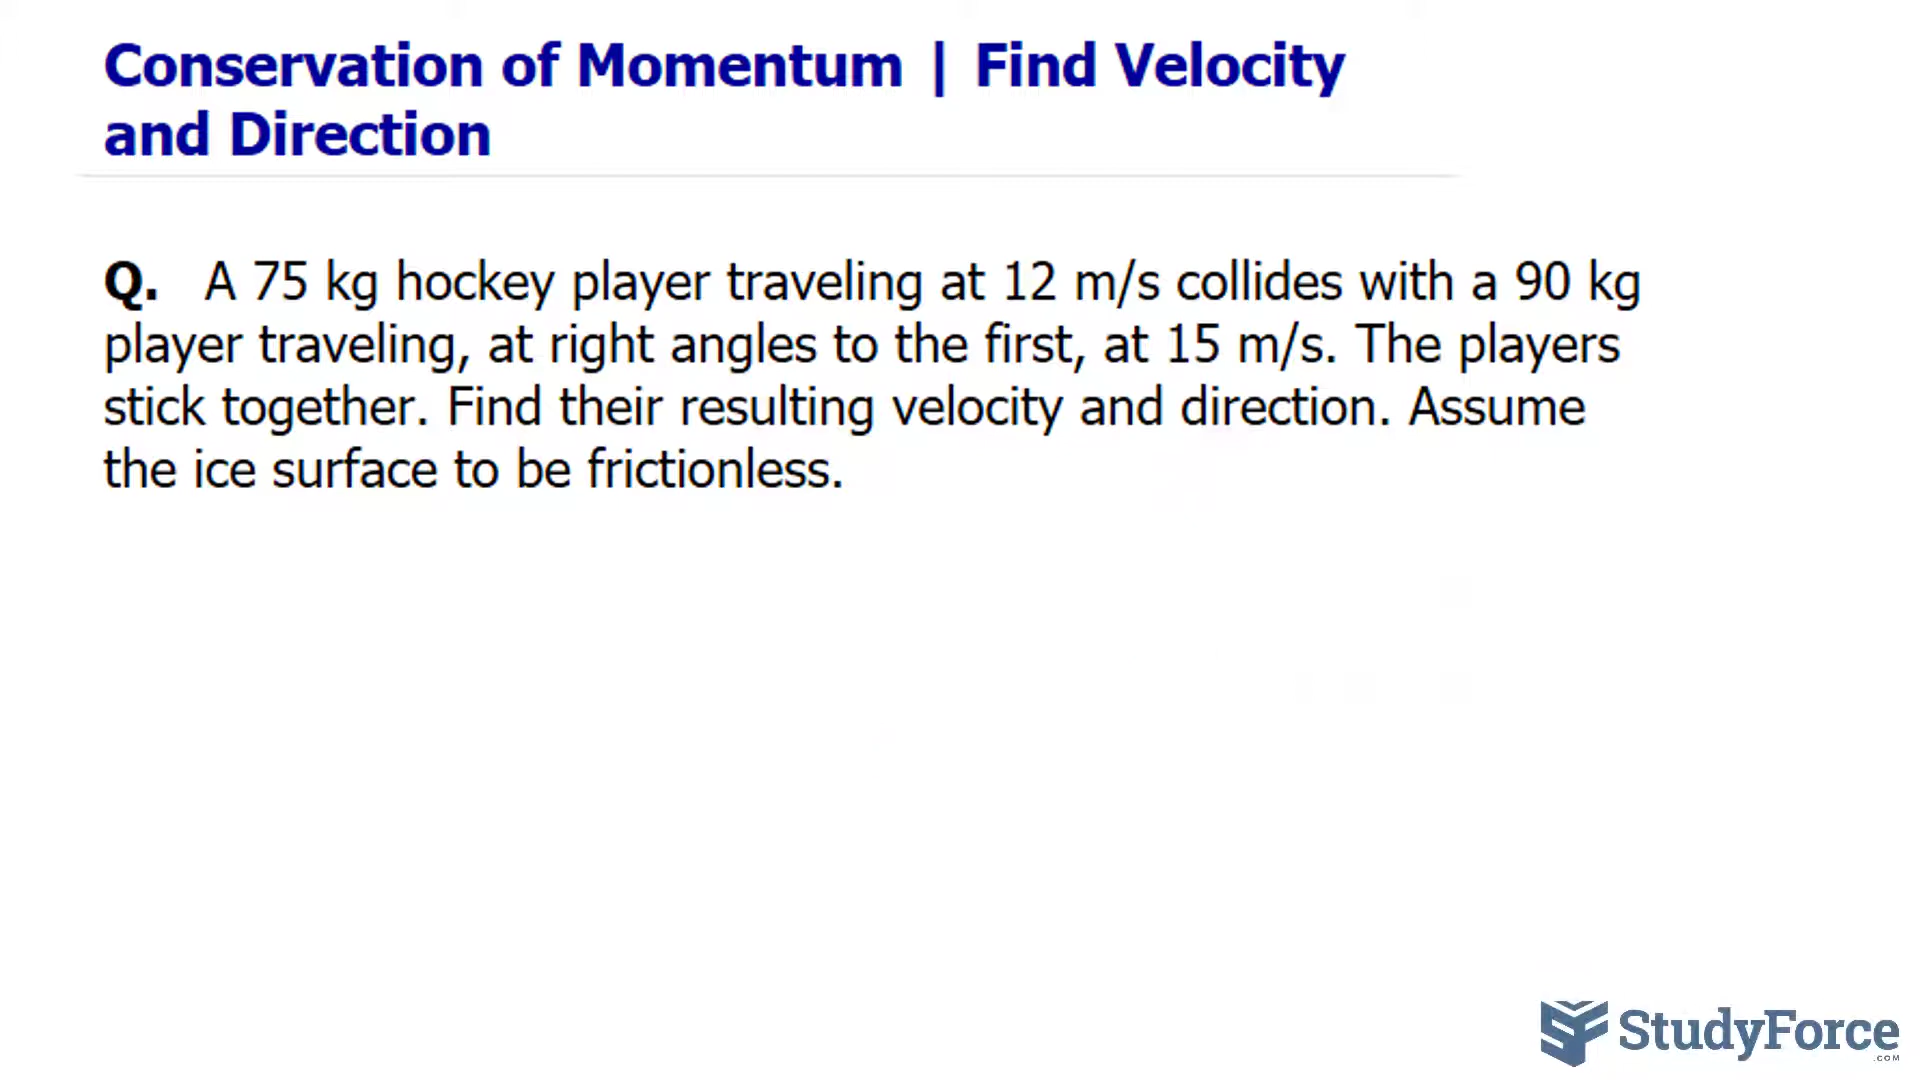 Conservation of Momentum | Find Velocity
and Direction
Q. A 75 kg hockey player traveling at 12 m/s collides with a 90 kg
player traveling, at right angles to the first, at 15 m/s. The players
stick together. Find their resulting velocity and direction. Assume
the ice surface to be frictionless.
StudyForce
.COM